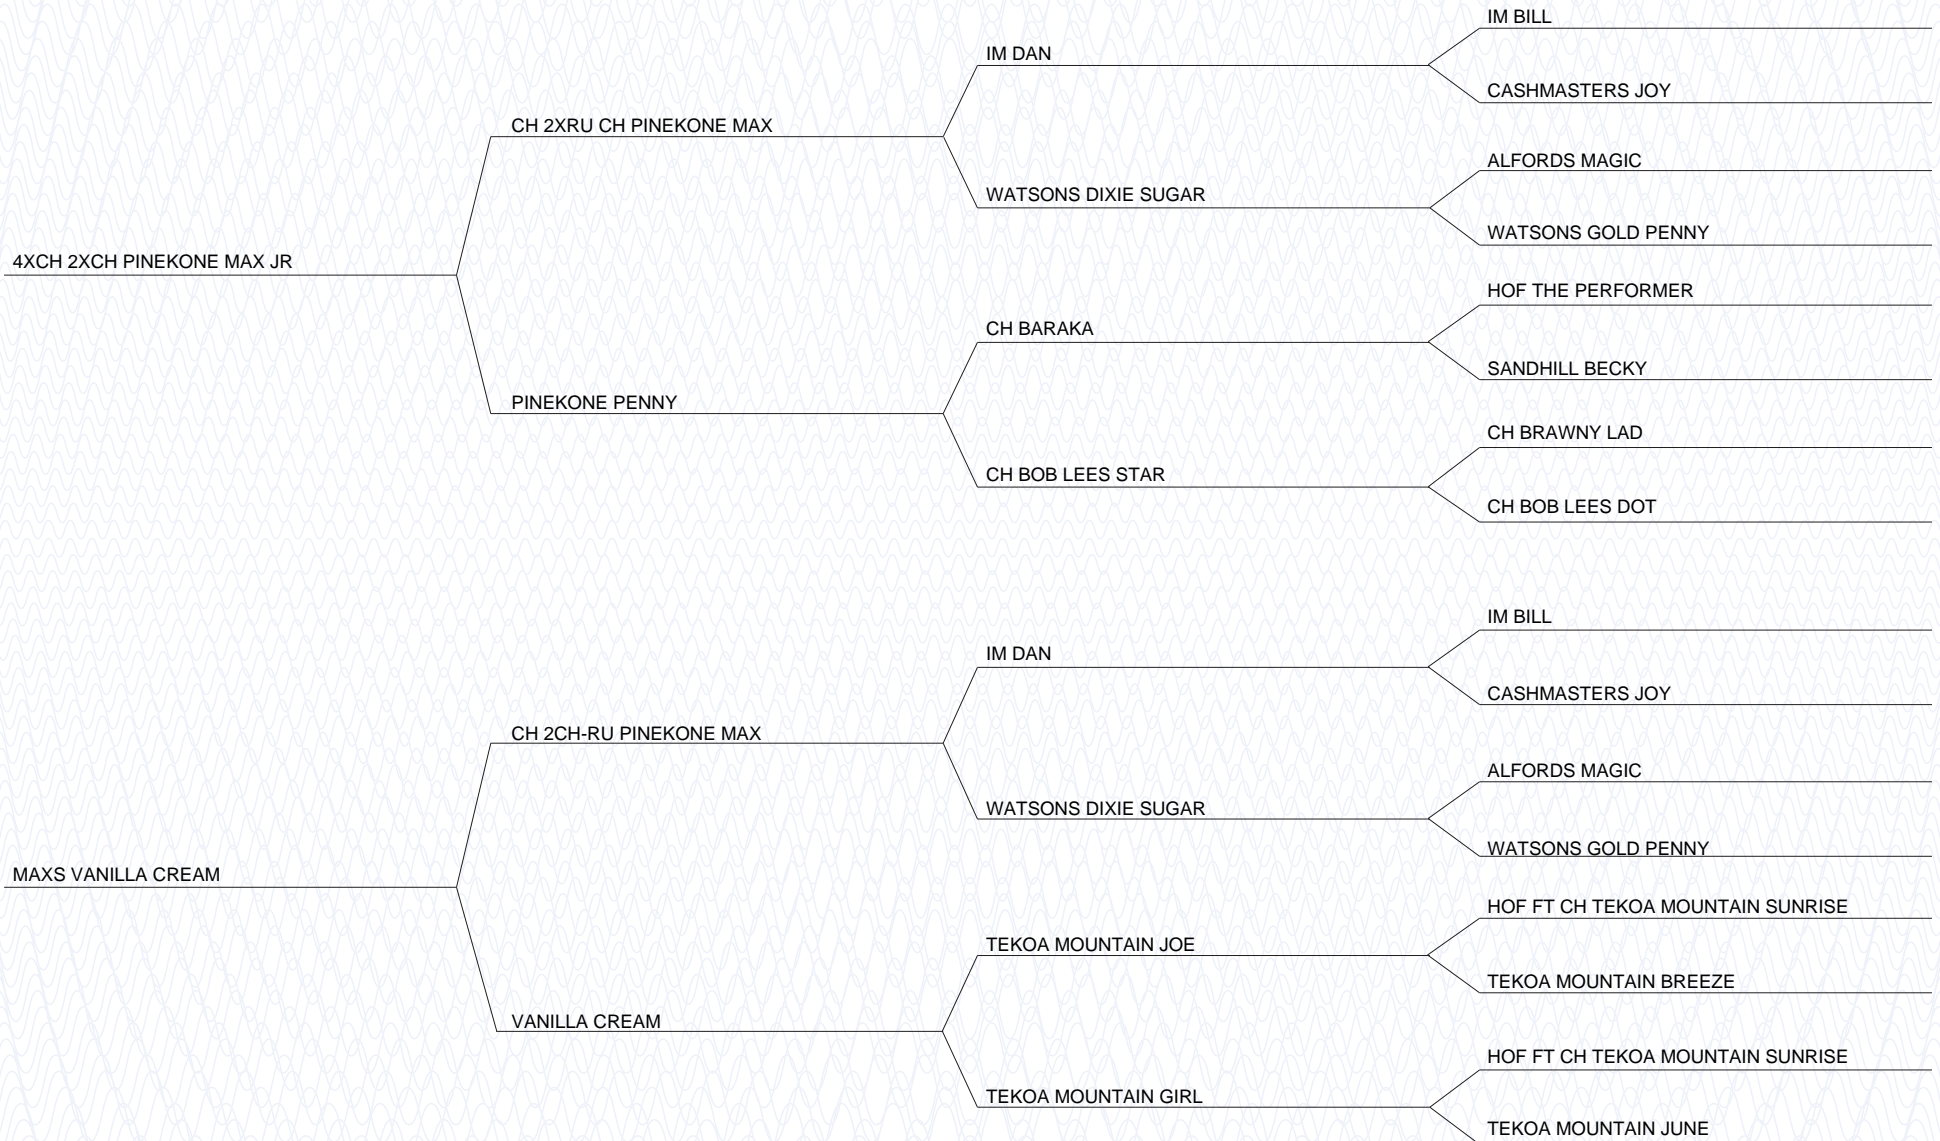 IM BILL
IM DAN
CASHMASTERS JOY
CH 2XRU CH PINEKONE MAX
ALFORDS MAGIC
WATSONS DIXIE SUGAR
WATSONS GOLD PENNY
4XCH 2XCH PINEKONE MAX JR
HOF THE PERFORMER
CH BARAKA
SANDHILL BECKY
PINEKONE PENNY
CH BRAWNY LAD
CH BOB LEES STAR
CH BOB LEES DOT
IM BILL
IM DAN
CASHMASTERS JOY
CH 2CH-RU PINEKONE MAX
ALFORDS MAGIC
WATSONS DIXIE SUGAR
WATSONS GOLD PENNY
MAXS VANILLA CREAM
HOF FT CH TEKOA MOUNTAIN SUNRISE
TEKOA MOUNTAIN JOE
TEKOA MOUNTAIN BREEZE
VANILLA CREAM
HOF FT CH TEKOA MOUNTAIN SUNRISE
TEKOA MOUNTAIN GIRL
TEKOA MOUNTAIN JUNE